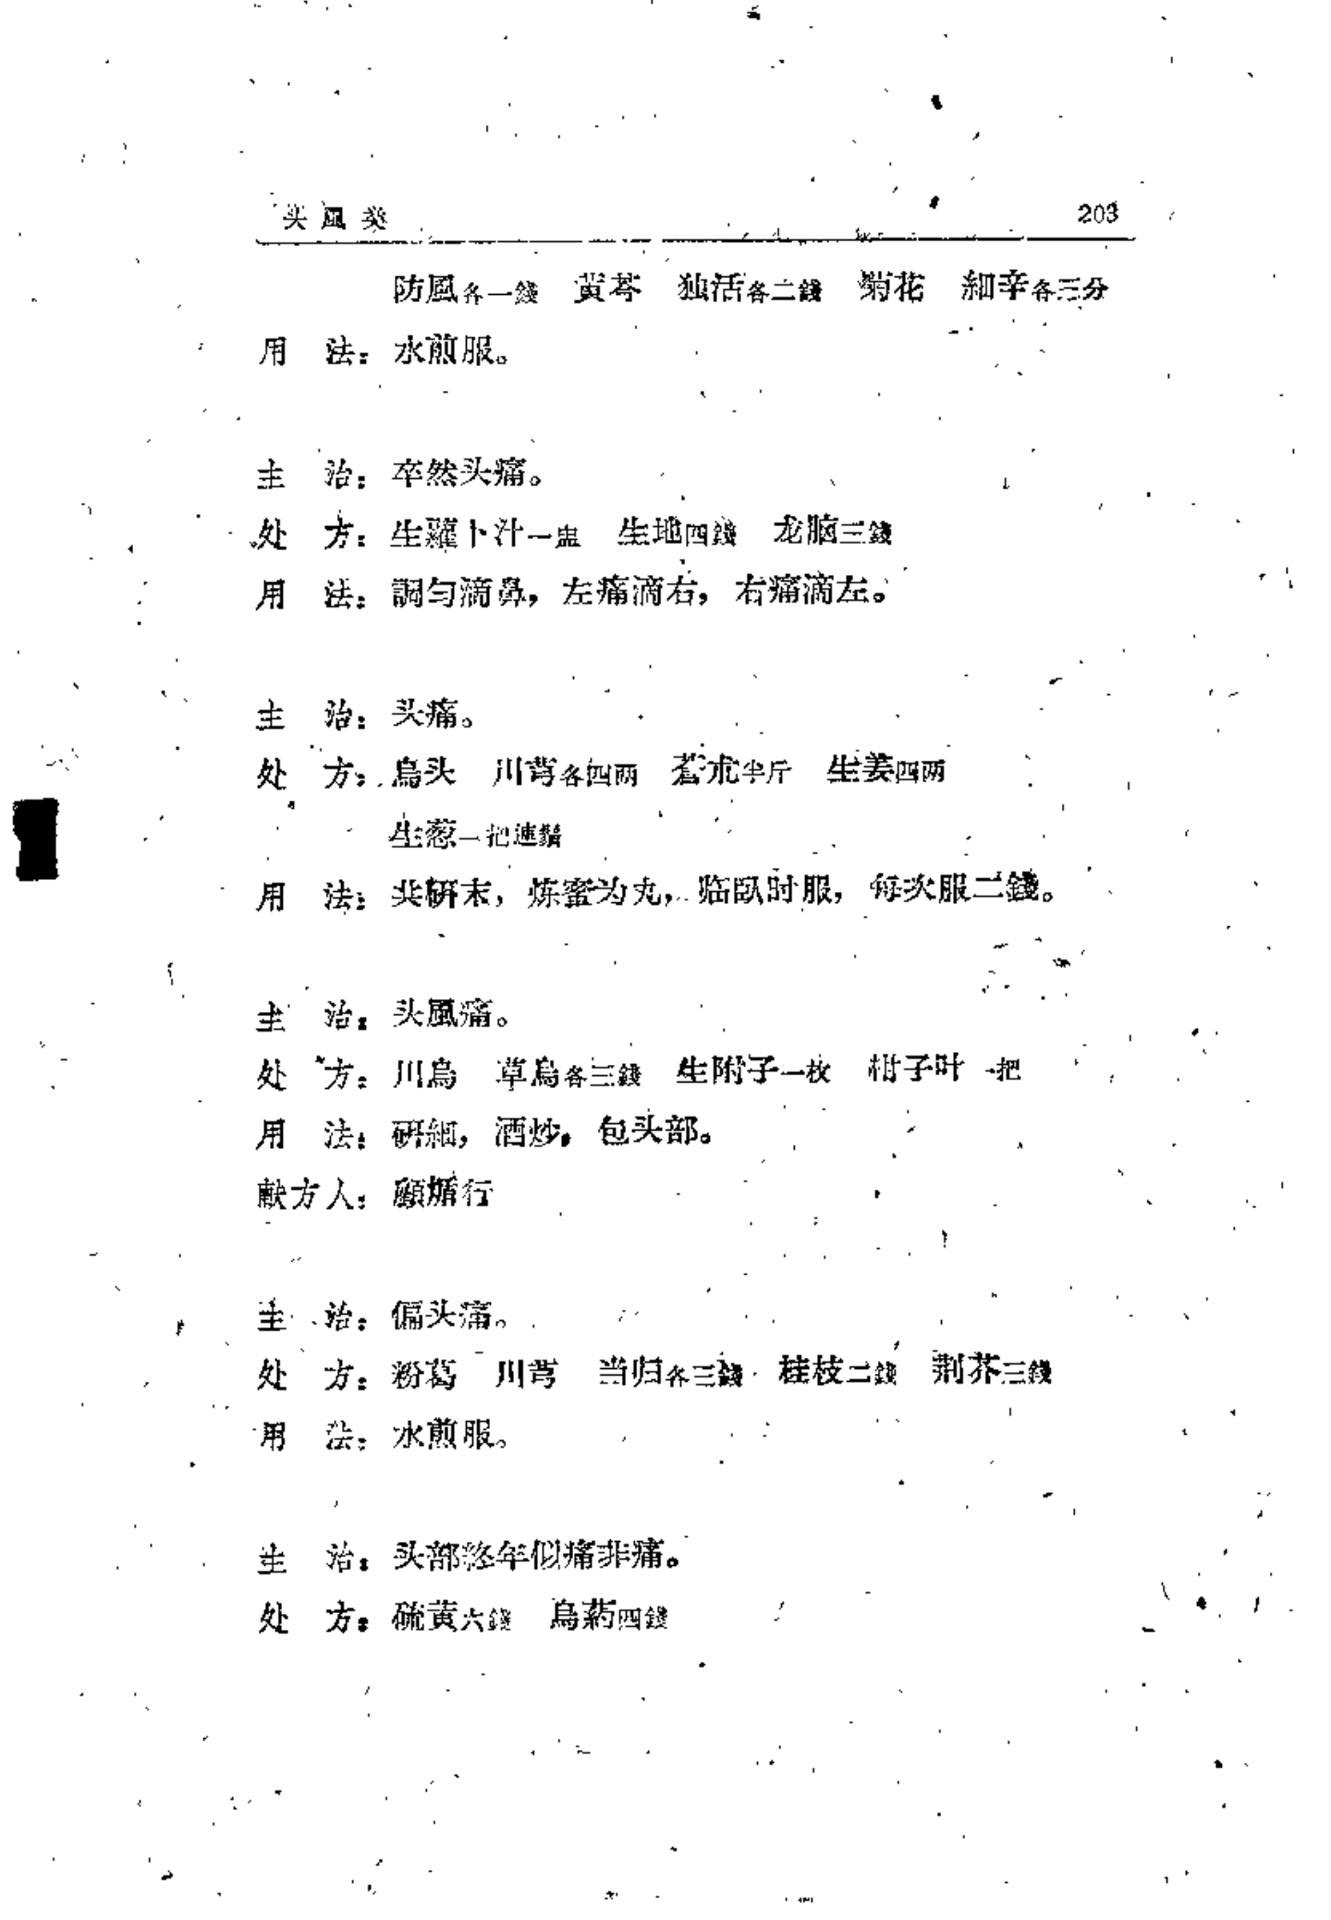 头風类 203
防風各一錢 黄芩 独活各二錢 菊花 細辛各三分
用 法：水煎服。
主 治：卒然头痛。
处 方：生蘿卜汁一盅 生地四錢 龙脑三錢
用 法：調匀滴鼻，左痛滴右，右痛滴左。
主 治：头痛。
处 方：烏头 川芎各四两 蒼朮半斤 生姜四两
生葱一把連鬚
用 法：共研末，炼蜜为丸，临臥时服，每次服二錢。
主 治：头風痛。
处 方：川烏 草烏各三錢 生附子一枚 柑子叶一把
用 法：研細，酒炒，包头部。
献方人：顧 行
主 治：偏头痛。
处 方：粉葛 川芎 当归各三錢 桂枝二錢 荆芥三錢
用 法：水煎服。
主 治：头部終年似痛非痛。
处 方：硫黄六錢 烏药四錢